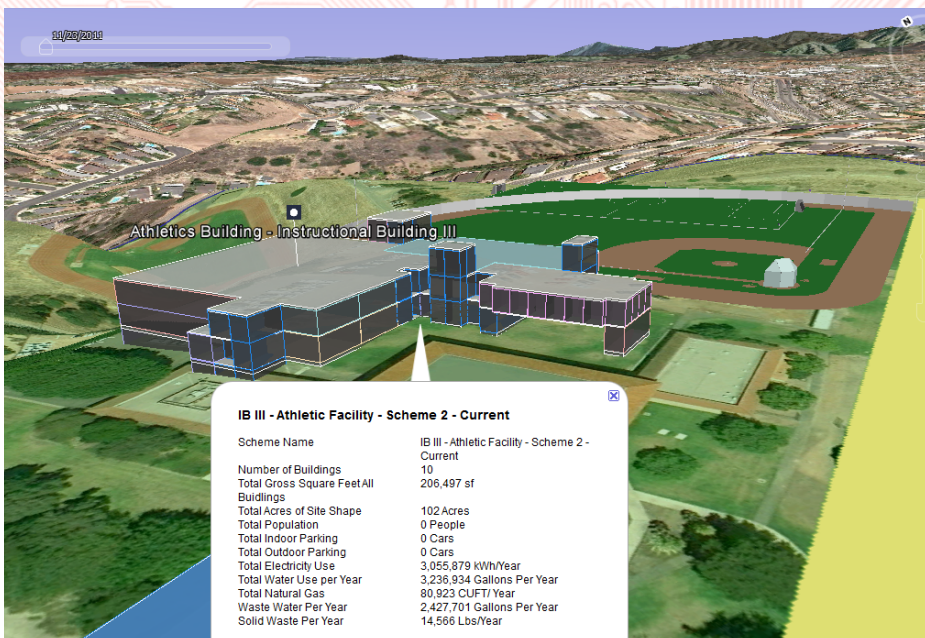 11/23/2011
N
Athletics Building - Instructional Building III
IB III - Athletic Facility - Scheme 2 - Current
Scheme Name IB III - Athletic Facility - Scheme 2 -
Current
Number of Buildings 10
Total Gross Square Feet All 206,497 sf
Buidlings
Total Acres of Site Shape 102 Acres
Total Population 0 People
Total Indoor Parking 0 Cars
Total Outdoor Parking 0 Cars
Total Electricity Use 3,055,879 kWh/Year
Total Water Use per Year 3,236,934 Gallons Per Year
Total Natural Gas 80,923 CUFT/ Year
Waste Water Per Year 2,427,701 Gallons Per Year
Solid Waste Per Year 14,566 Lbs/Year